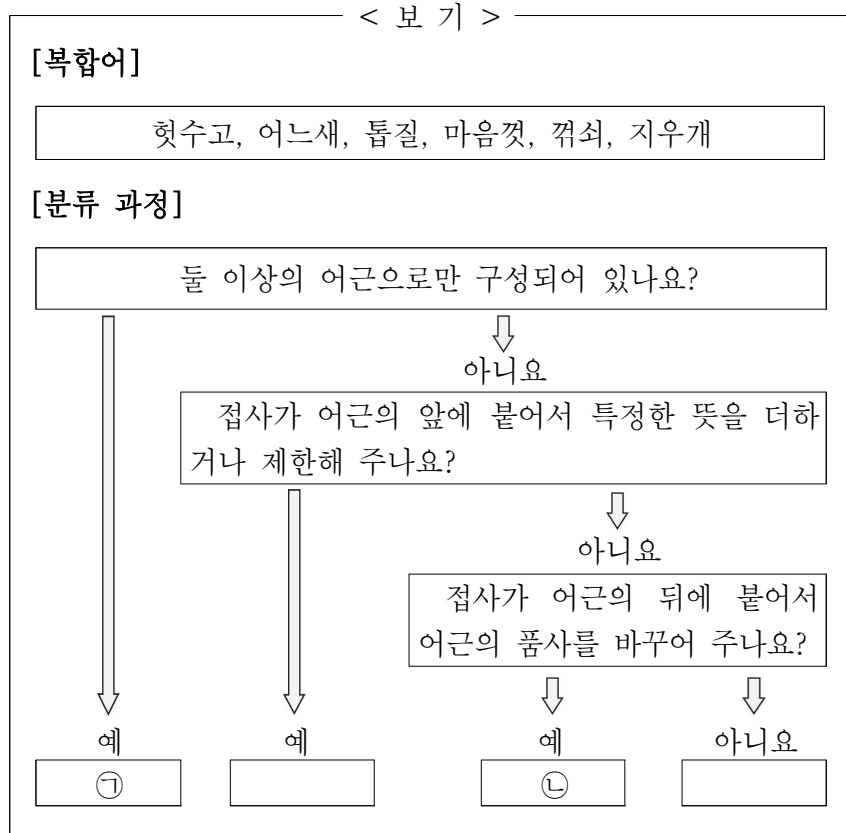 < 보 기 >
[복합어]
헛수고, 어느새, 톱질, 마음껏, 꺾쇠, 지우개
[분류 과정]
둘 이상의 어근으로만 구성되어 있나요?
아니요
접사가 어근의 앞에 붙어서 특정한 뜻을 더하
거나 제한해 주나요?
아니요
접사가 어근의 뒤에 붙어서
어근의 품사를 바꾸어 주나요?
예 예 예 아니요
㉠ ㉡